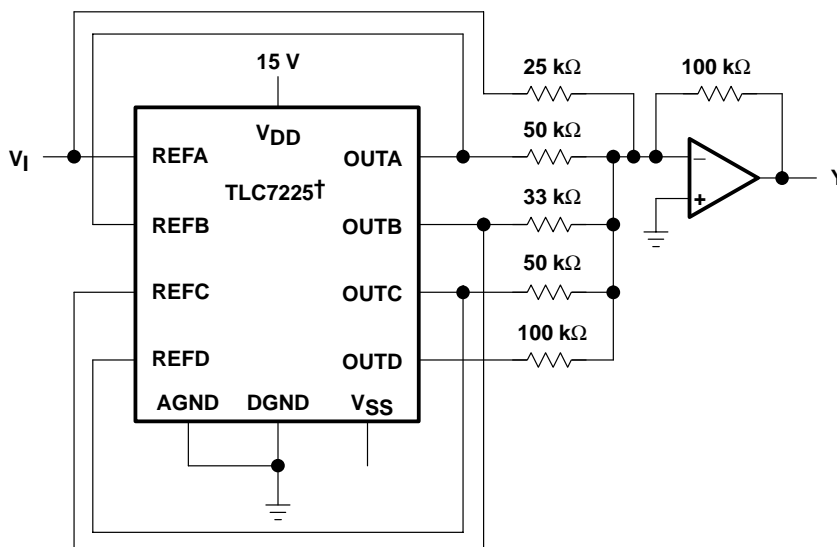 15 V
25 kΩ
100 kΩ
VDD
50 kΩ
VI
REFA
OUTA
−
Y
TLC7225†
+
33 kΩ
REFB
OUTB
50 kΩ
REFC
OUTC
100 kΩ
REFD
OUTD
AGND
DGND
VSS